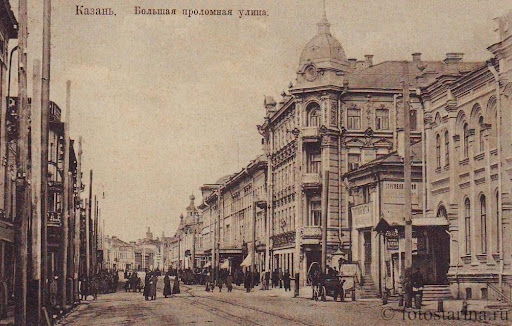 Казань. Большая проломная улица.
© fotostarina.ru